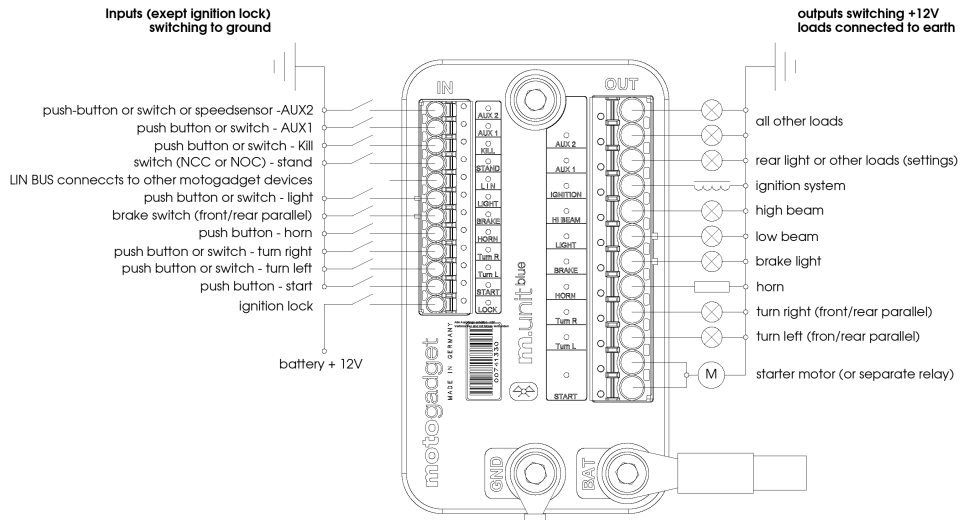 Inputs (exept ignition lock)
switching to ground
outputs switching +12V
loads connected to earth
push-button or switch or speedsensor -AUX2
push button or switch - AUX1
push button or switch - Kill
switch (NCC or NOC) - stand
LIN BUS conneccts to other motogadget devices
push button or switch - light
brake switch (front/rear parallel)
push button - horn
push button or switch - turn right
push button or switch - turn left
push button - start
ignition lock
battery + 12V
IN
AUX 2
AUX 1
KILL
STAND
LIN
LIGHT
BRAKE
HORN
Turn R
Turn L
START
LOCK
OUT
AUX 2
AUX 1
IGNITION
HI BEAM
LIGHT
BRAKE
HORN
Turn R
Turn L
START
all other loads
rear light or other loads (settings)
ignition system
high beam
low beam
brake light
horn
turn right (front/rear parallel)
turn left (fron/rear parallel)
M
starter motor (or separate relay)
motogadget
MADE IN GERMANY
00741330
m.unit blue
GND
BAT